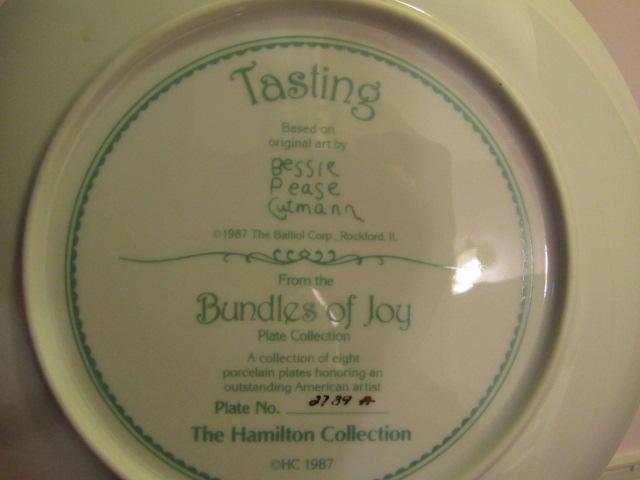 Tasting
Based on
original art by
Bessie
Pease
Gutmann
©1987 The Balliol Corp., Rockford, IL
From the
Bundles of Joy
Plate Collection
A collection of eight
porcelain plates honoring an
outstanding American artist
Plate No. 2789 A
The Hamilton Collection
©HC 1987